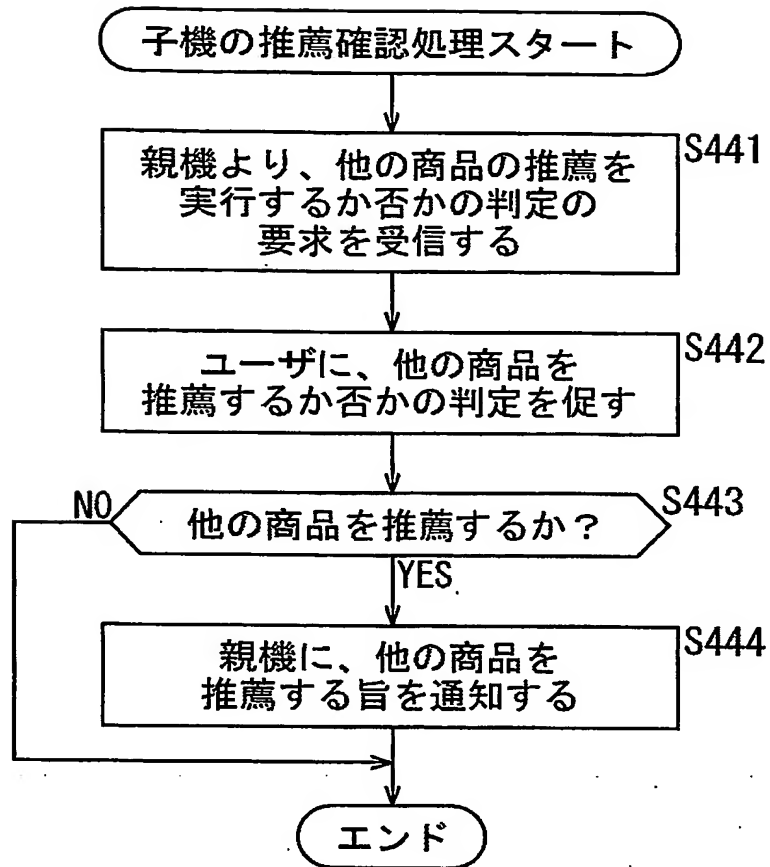 子機の推薦確認処理スタート
S441
親機より、他の商品の推薦を
実行するか否かの判定の
要求を受信する
S442
ユーザに、他の商品を
推薦するか否かの判定を促す
NO
S443
他の商品を推薦するか？
YES
S444
親機に、他の商品を
推薦する旨を通知する
エンド